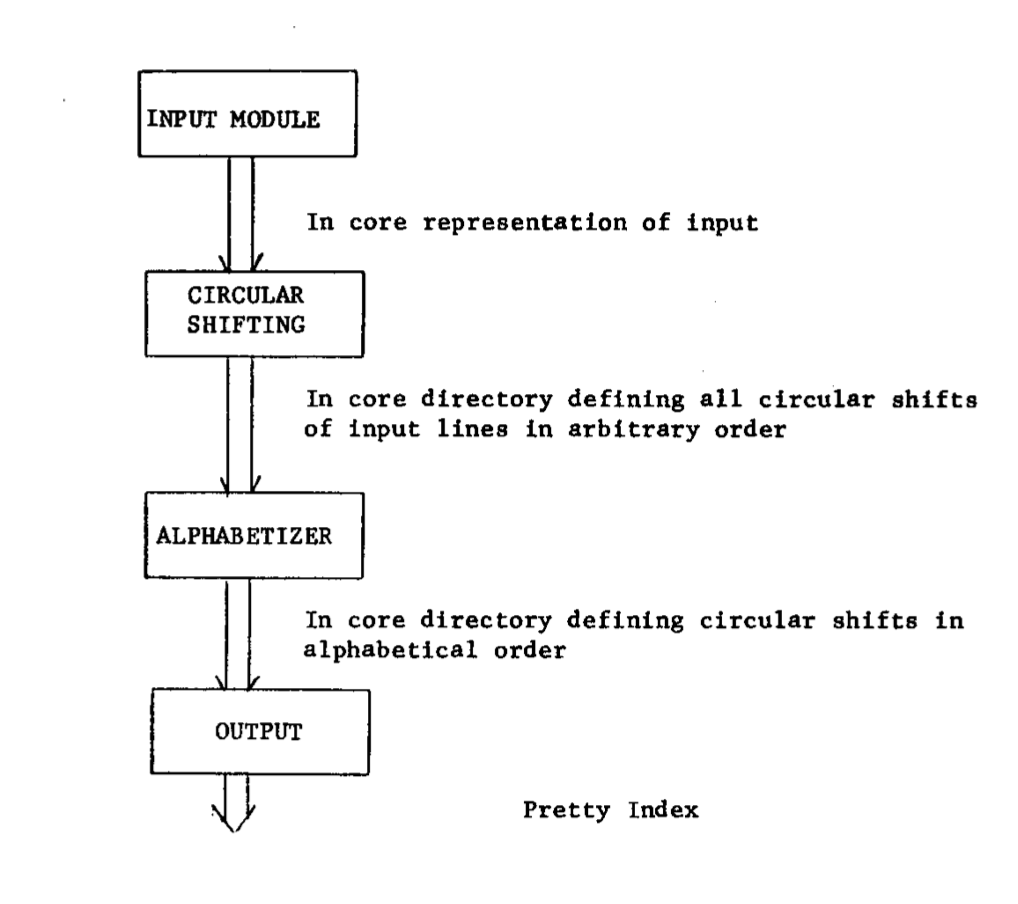 INPUT MODULE
In core representation of input
CIRCULAR
SHIFTING
In core directory defining all circular shifts
of input lines in arbitrary order
ALPHABETIZER
In core directory defining circular shifts in
alphabetical order
OUTPUT
Pretty Index